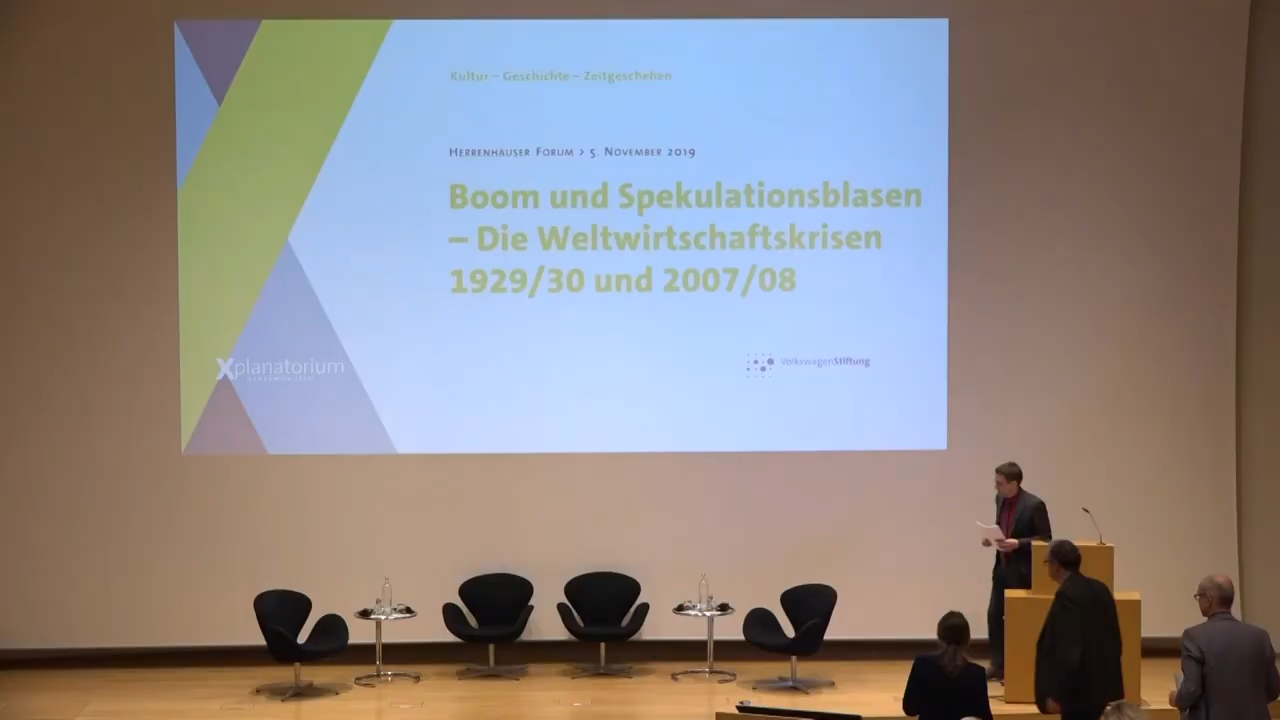 Kultur – Geschichte – Zeitgeschehen
Herrenhäuser Forum > 5. November 2019
Boom und Spekulationsblasen
– Die Weltwirtschaftskrisen
1929/30 und 2007/08
Xplanatorium
VolkswagenStiftung